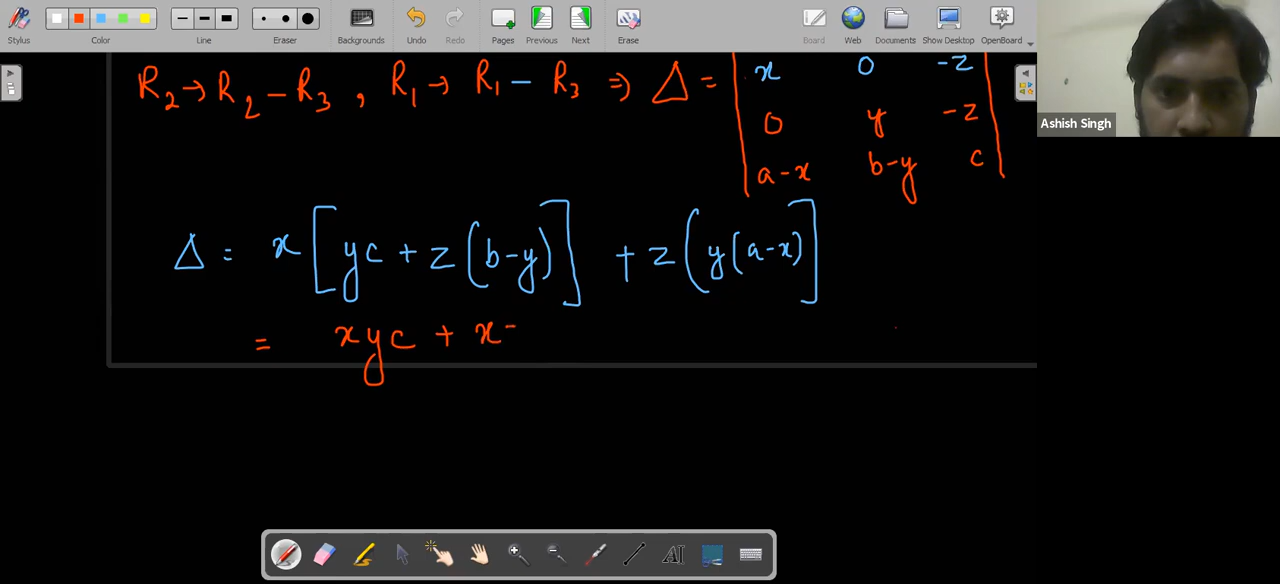 Stylus Color Line Eraser Backgrounds Undo Redo Pages Previous Next Erase Board Web Documents Show Desktop OpenBoard
R₂ → R₂ - R₃ , R₁ → R₁ - R₃ ⇒ Δ = | x 0 -z |
| 0 y -z |
| a-x b-y c |
Ashish Singh
Δ = x [ yc + z (b-y) ] + z ( y(a-x) ]
= xyc + x -
AI